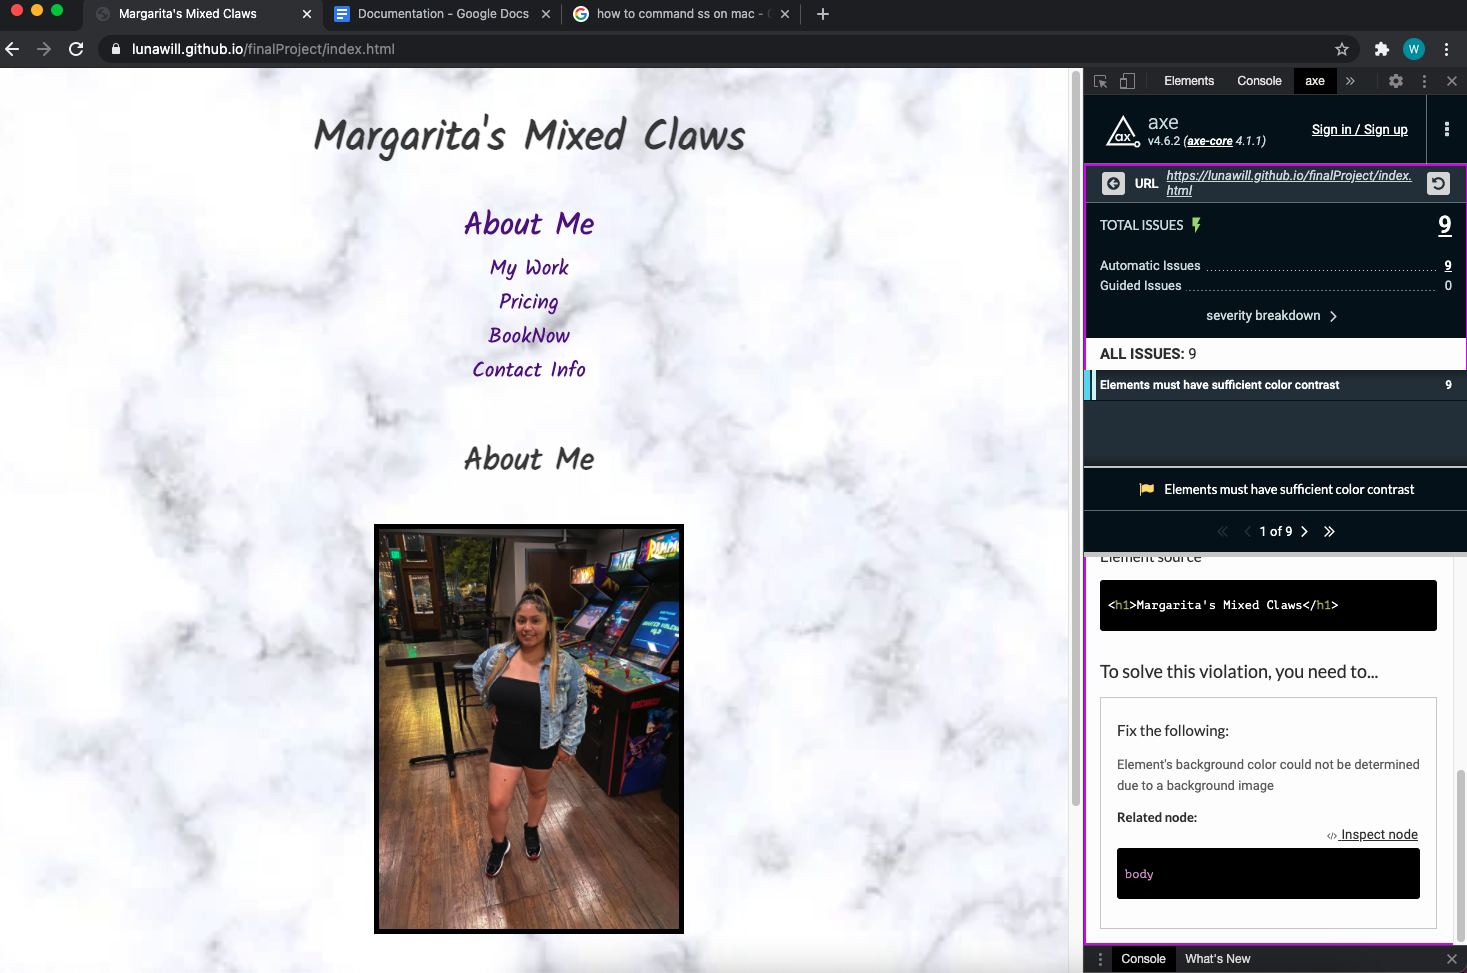 Margarita's Mixed Claws
Documentation - Google Docs
how to command ss on mac -
lunawill.github.io/finalProject/index.html
W
Elements Console axe
axe
v4.6.2 (axe-core 4.1.1)
Sign in / Sign up
URL https://lunawill.github.io/finalProject/index.
html
TOTAL ISSUES 9
Automatic Issues 9
Guided Issues 0
severity breakdown
ALL ISSUES: 9
Elements must have sufficient color contrast 9
Elements must have sufficient color contrast
1 of 9
Element source
<h1>Margarita's Mixed Claws</h1>
To solve this violation, you need to...
Fix the following:
Element's background color could not be determined
due to a background image
Related node:
</> Inspect node
body
Console What's New
Margarita's Mixed Claws
About Me
My Work
Pricing
BookNow
Contact Info
About Me